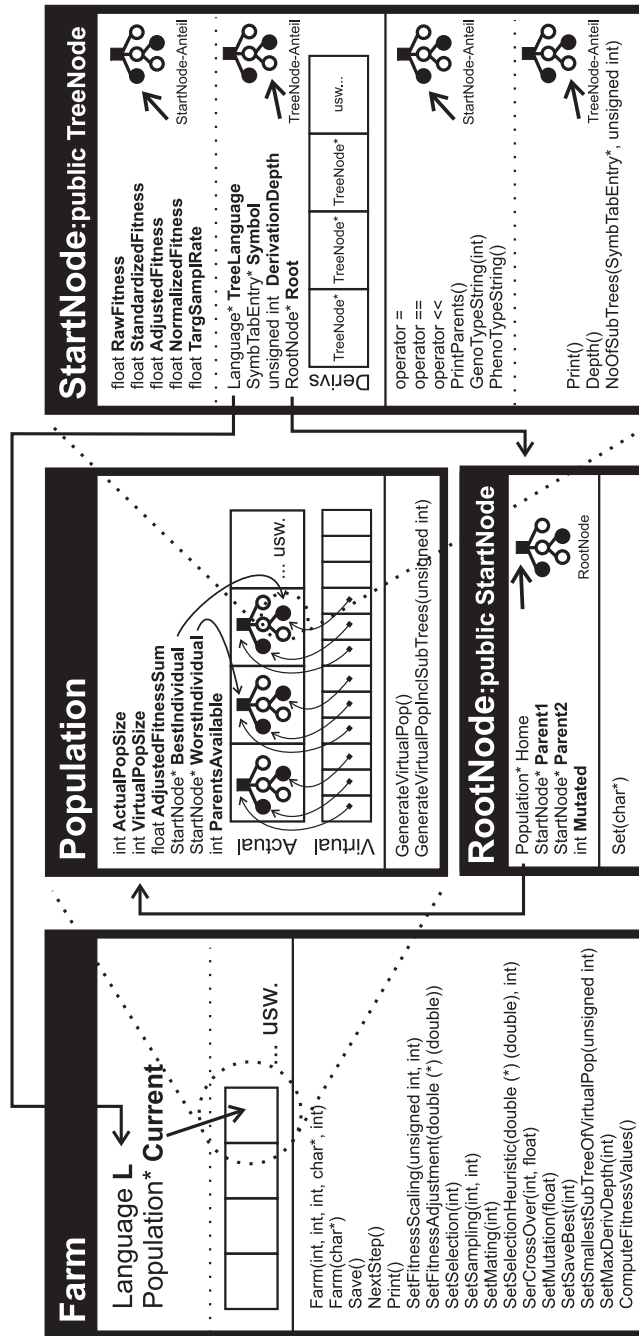 Farm
Language L
Population* Current
... usw.
Farm(int, int, int, char*, int)
Farm(char*)
Save()
NextStep()
Print()
SetFitnessScaling(unsigned int, int)
SetFitnessAdjustment(double (*) (double))
SetSelection(int)
SetSampling(int, int)
SetMating(int)
SetSelectionHeuristic(double (*) (double), int)
SerCrossOver(int, float)
SetMutation(float)
SetSaveBest(int)
SetSmallestSubTreeOfVirtualPop(unsigned int)
SetMaxDerivDepth(int)
ComputeFitnessValues()
Population
int ActualPopSize
int VirtualPopSize
float AdjustedFitnessSum
StartNode* BestIndividual
StartNode* WorstIndividual
int ParentsAvailable
Actual
... usw.
Virtual
GenerateVirtualPop()
GenerateVirtualPopInclSubTrees(unsigned int)
RootNode:public StartNode
Population* Home
StartNode* Parent1
StartNode* Parent2
int Mutated
RootNode
Set(char*)
StartNode:public TreeNode
float RawFitness
float StandardizedFitness
float AdjustedFitness
float NormalizedFitness
float TargSamplRate
StartNode-Anteil
Language* TreeLanguage
SymbTabEntry* Symbol
unsigned int DerivationDepth
RootNode* Root
TreeNode-Anteil
Derivs
TreeNode* TreeNode* TreeNode* usw...
operator =
operator ==
operator <<
PrintParents()
GenoTypeString(int)
PhenoTypeString()
StartNode-Anteil
Print()
Depth()
NoOfSubTrees(SymbTabEntry*, unsigned int)
TreeNode-Anteil